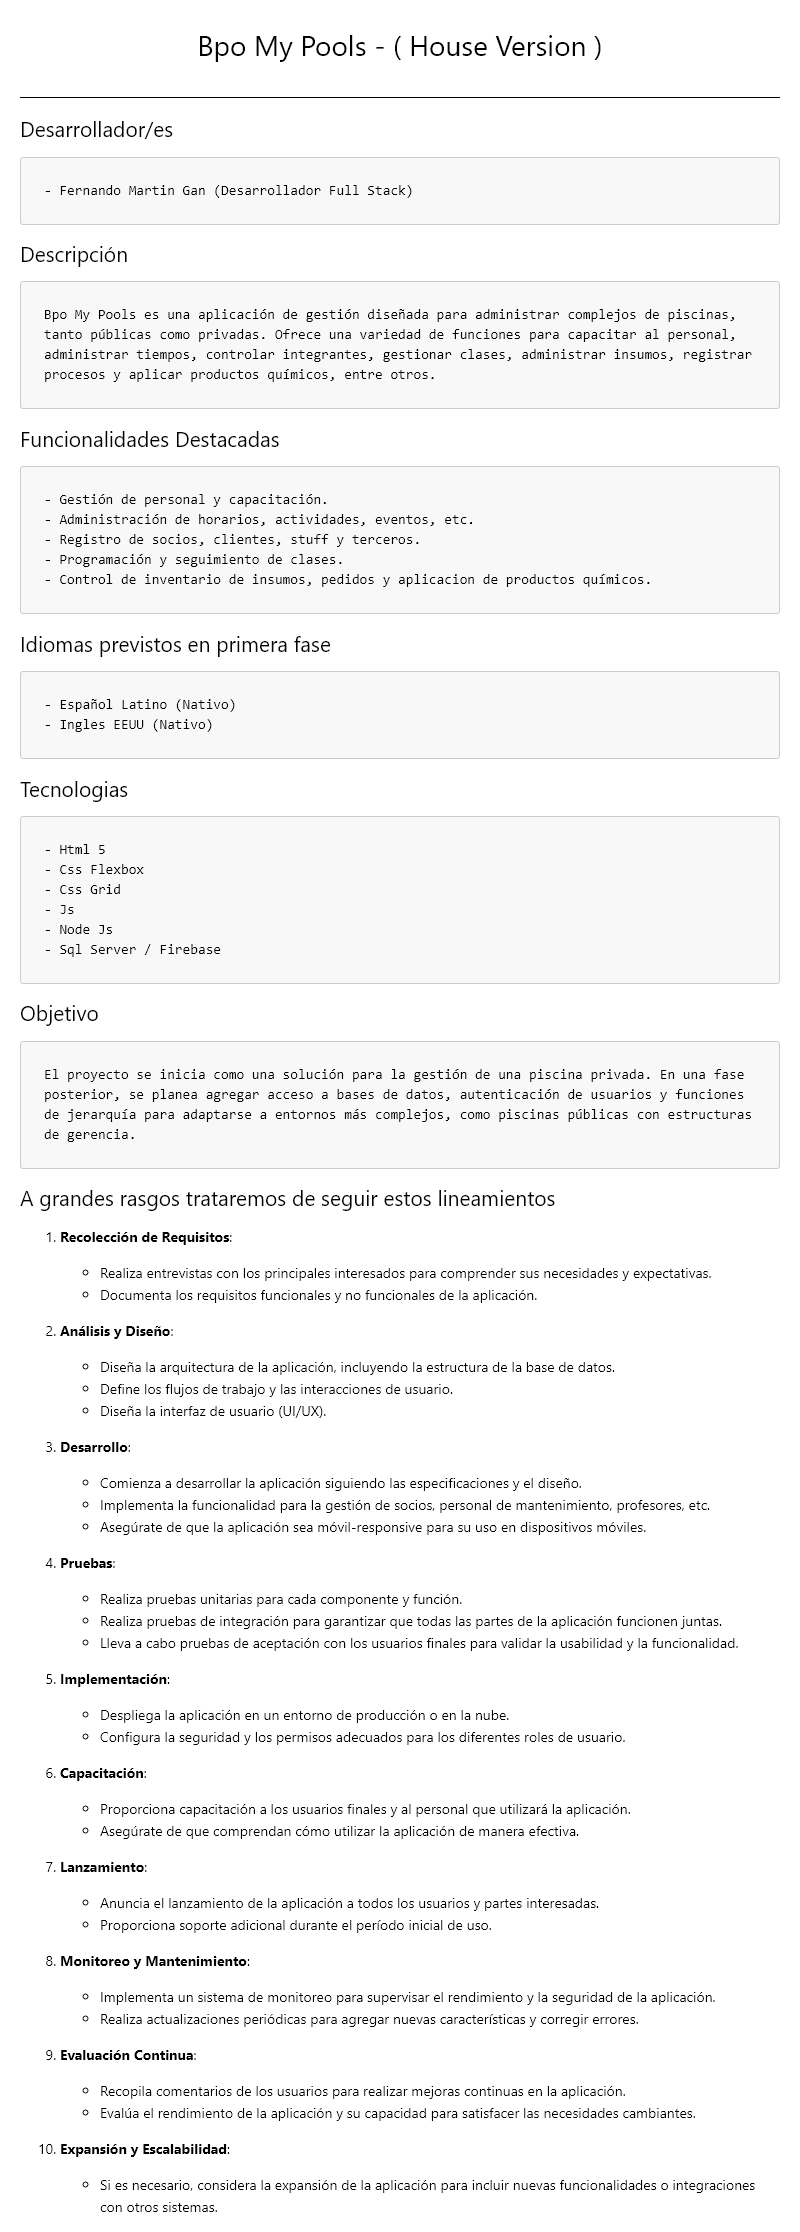 Bpo My Pools - ( House Version )
Desarrollador/es
- Fernando Martin Gan (Desarrollador Full Stack)
Descripción
Bpo My Pools es una aplicación de gestión diseñada para administrar complejos de piscinas,
tanto públicas como privadas. Ofrece una variedad de funciones para capacitar al personal,
administrar tiempos, controlar integrantes, gestionar clases, administrar insumos, registrar
procesos y aplicar productos químicos, entre otros.
Funcionalidades Destacadas
- Gestión de personal y capacitación.
- Administración de horarios, actividades, eventos, etc.
- Registro de socios, clientes, stuff y terceros.
- Programación y seguimiento de clases.
- Control de inventario de insumos, pedidos y aplicacion de productos químicos.
Idiomas previstos en primera fase
- Español Latino (Nativo)
- Ingles EEUU (Nativo)
Tecnologias
- Html 5
- Css Flexbox
- Css Grid
- Js
- Node Js
- Sql Server / Firebase
Objetivo
El proyecto se inicia como una solución para la gestión de una piscina privada. En una fase
posterior, se planea agregar acceso a bases de datos, autenticación de usuarios y funciones
de jerarquía para adaptarse a entornos más complejos, como piscinas públicas con estructuras
de gerencia.
A grandes rasgos trataremos de seguir estos lineamientos
1. Recolección de Requisitos:
◦ Realiza entrevistas con los principales interesados para comprender sus necesidades y expectativas.
◦ Documenta los requisitos funcionales y no funcionales de la aplicación.
2. Análisis y Diseño:
◦ Diseña la arquitectura de la aplicación, incluyendo la estructura de la base de datos.
◦ Define los flujos de trabajo y las interacciones de usuario.
◦ Diseña la interfaz de usuario (UI/UX).
3. Desarrollo:
◦ Comienza a desarrollar la aplicación siguiendo las especificaciones y el diseño.
◦ Implementa la funcionalidad para la gestión de socios, personal de mantenimiento, profesores, etc.
◦ Asegúrate de que la aplicación sea móvil-responsive para su uso en dispositivos móviles.
4. Pruebas:
◦ Realiza pruebas unitarias para cada componente y función.
◦ Realiza pruebas de integración para garantizar que todas las partes de la aplicación funcionen juntas.
◦ Lleva a cabo pruebas de aceptación con los usuarios finales para validar la usabilidad y la funcionalidad.
5. Implementación:
◦ Despliega la aplicación en un entorno de producción o en la nube.
◦ Configura la seguridad y los permisos adecuados para los diferentes roles de usuario.
6. Capacitación:
◦ Proporciona capacitación a los usuarios finales y al personal que utilizará la aplicación.
◦ Asegúrate de que comprendan cómo utilizar la aplicación de manera efectiva.
7. Lanzamiento:
◦ Anuncia el lanzamiento de la aplicación a todos los usuarios y partes interesadas.
◦ Proporciona soporte adicional durante el período inicial de uso.
8. Monitoreo y Mantenimiento:
◦ Implementa un sistema de monitoreo para supervisar el rendimiento y la seguridad de la aplicación.
◦ Realiza actualizaciones periódicas para agregar nuevas características y corregir errores.
9. Evaluación Continua:
◦ Recopila comentarios de los usuarios para realizar mejoras continuas en la aplicación.
◦ Evalúa el rendimiento de la aplicación y su capacidad para satisfacer las necesidades cambiantes.
10. Expansión y Escalabilidad:
◦ Si es necesario, considera la expansión de la aplicación para incluir nuevas funcionalidades o integraciones
con otros sistemas.